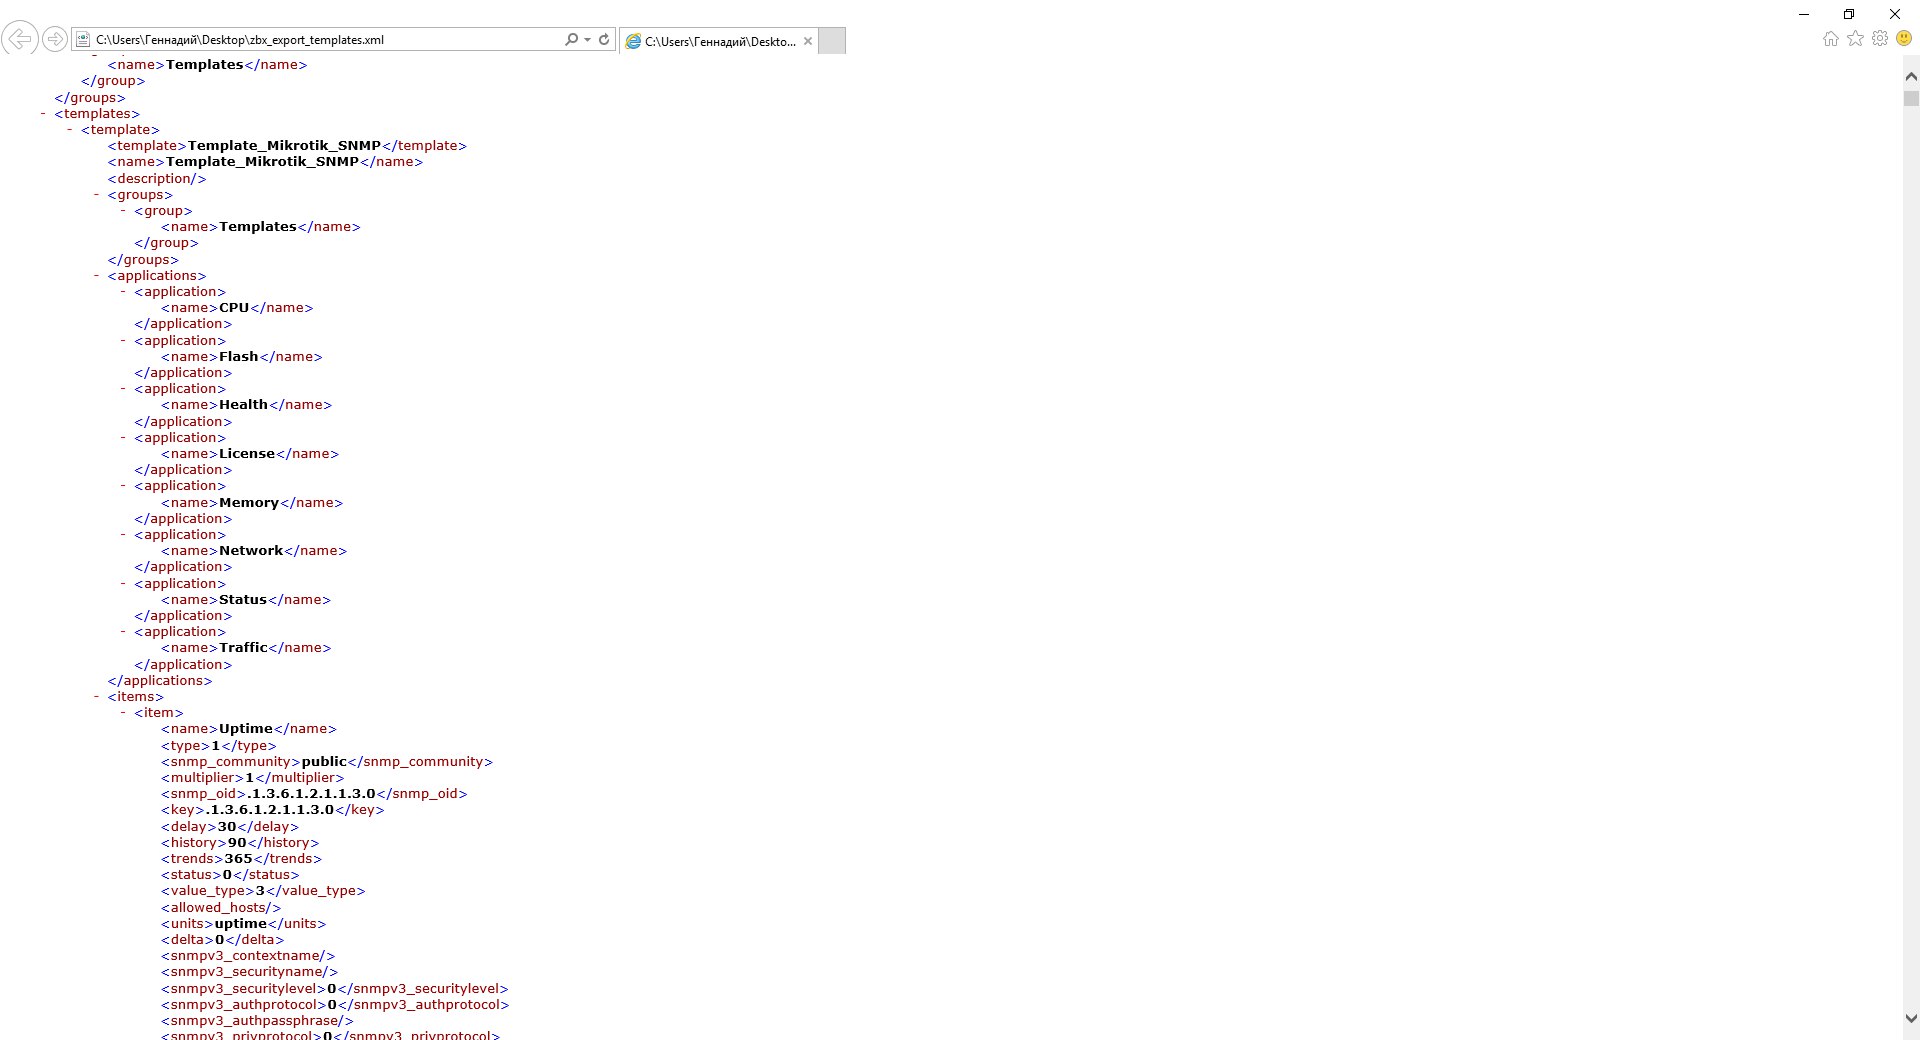 C:\Users\Геннадий\Desktop\zbx_export_templates.xml
C:\Users\Геннадий\Deskto...
<name>Templates</name>
</group>
</groups>
- <templates>
- <template>
<template>Template_Mikrotik_SNMP</template>
<name>Template_Mikrotik_SNMP</name>
<description/>
- <groups>
- <group>
<name>Templates</name>
</group>
</groups>
- <applications>
- <application>
<name>CPU</name>
</application>
- <application>
<name>Flash</name>
</application>
- <application>
<name>Health</name>
</application>
- <application>
<name>License</name>
</application>
- <application>
<name>Memory</name>
</application>
- <application>
<name>Network</name>
</application>
- <application>
<name>Status</name>
</application>
- <application>
<name>Traffic</name>
</application>
</applications>
- <items>
- <item>
<name>Uptime</name>
<type>1</type>
<snmp_community>public</snmp_community>
<multiplier>1</multiplier>
<snmp_oid>.1.3.6.1.2.1.1.3.0</snmp_oid>
<key>.1.3.6.1.2.1.1.3.0</key>
<delay>30</delay>
<history>90</history>
<trends>365</trends>
<status>0</status>
<value_type>3</value_type>
<allowed_hosts/>
<units>uptime</units>
<delta>0</delta>
<snmpv3_contextname/>
<snmpv3_securityname/>
<snmpv3_securitylevel>0</snmpv3_securitylevel>
<snmpv3_authprotocol>0</snmpv3_authprotocol>
<snmpv3_authpassphrase/>
<snmpv3_privprotocol>0</snmpv3_privprotocol>